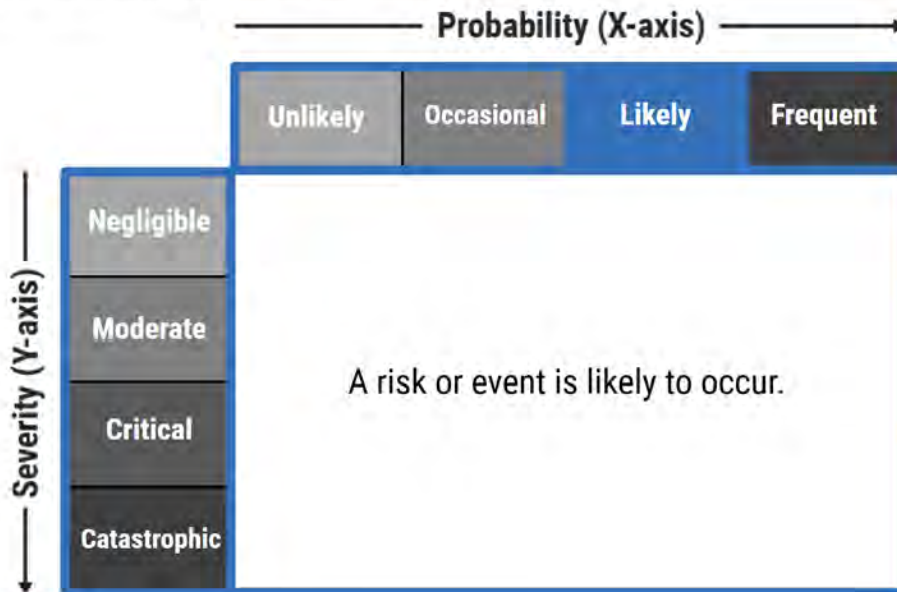 Probability (X-axis)
Unlikely
Occasional
Likely
Frequent
Severity (Y-axis)
Negligible
Moderate
Critical
Catastrophic
A risk or event is likely to occur.